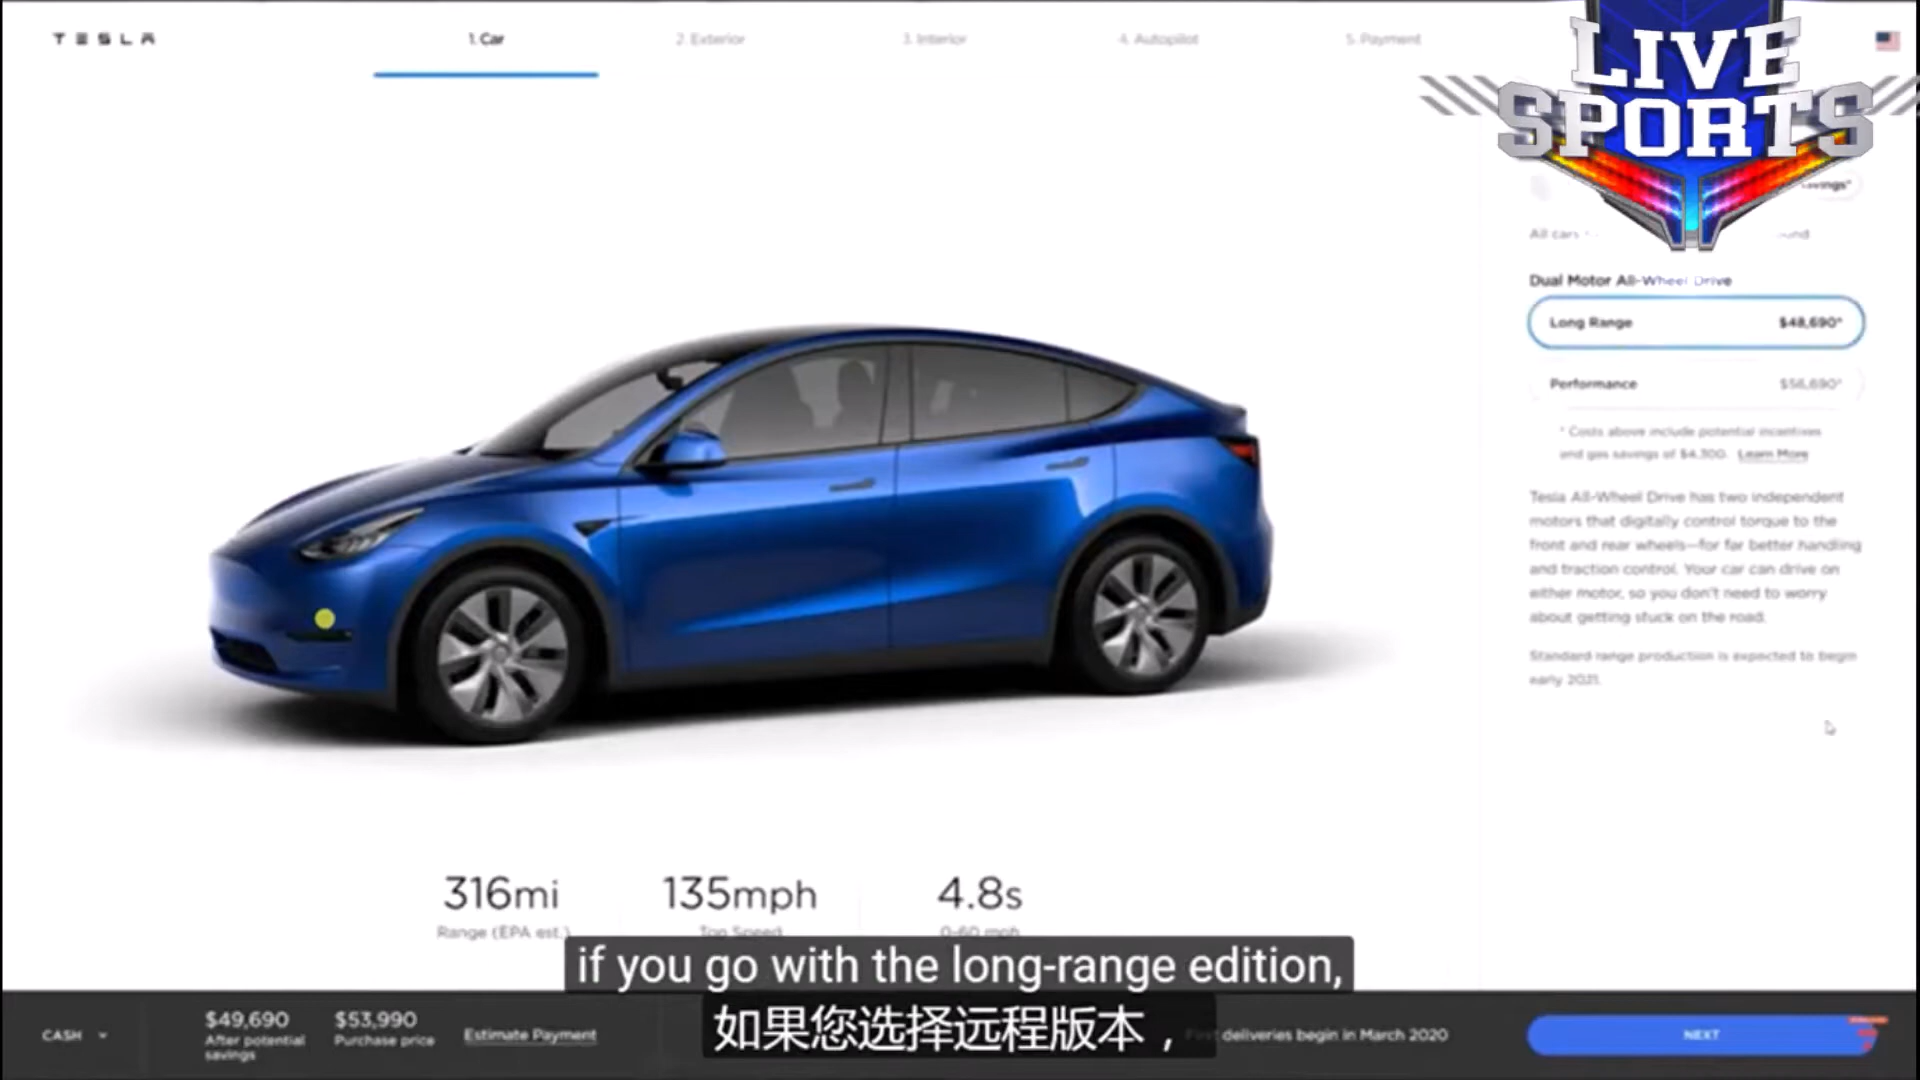 TESLA
1. Car
2. Exterior
3. Interior
4. Autopilot
5. Payment
LIVE
SPORTS
All cars
Dual Motor All-Wheel Drive
Long Range $48,690*
Performance $56,690*
* Costs above include potential incentives
and gas savings of $4,300. Learn More
Tesla All-Wheel Drive has two independent
motors that digitally control torque to the
front and rear wheels—for far better handling
and traction control. Your car can drive on
either motor, so you don't need to worry
about getting stuck on the road.
Standard range production is expected to begin
early 2021.
316mi
Range (EPA est.)
135mph
Top Speed
4.8s
0-60 mph
if you go with the long-range edition,
如果您选择远程版本，
CASH
$49,690
After potential
savings
$53,990
Purchase price
Estimate Payment
deliveries begin in March 2020
NEXT